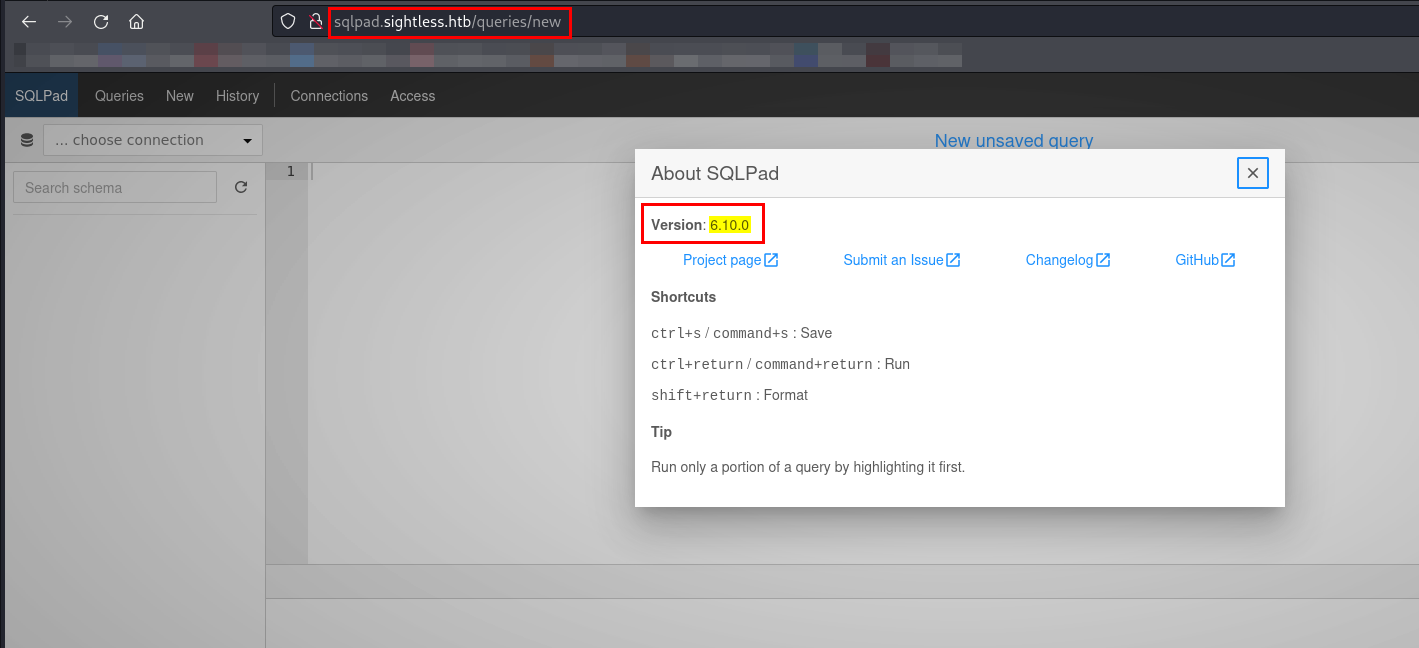 sqlpad.sightless.htb/queries/new
SQLPad Queries New History Connections Access
... choose connection
New unsaved query
Search schema
1
About SQLPad
Version: 6.10.0
Project page Submit an Issue Changelog GitHub
Shortcuts
ctrl+s / command+s : Save
ctrl+return / command+return : Run
shift+return : Format
Tip
Run only a portion of a query by highlighting it first.